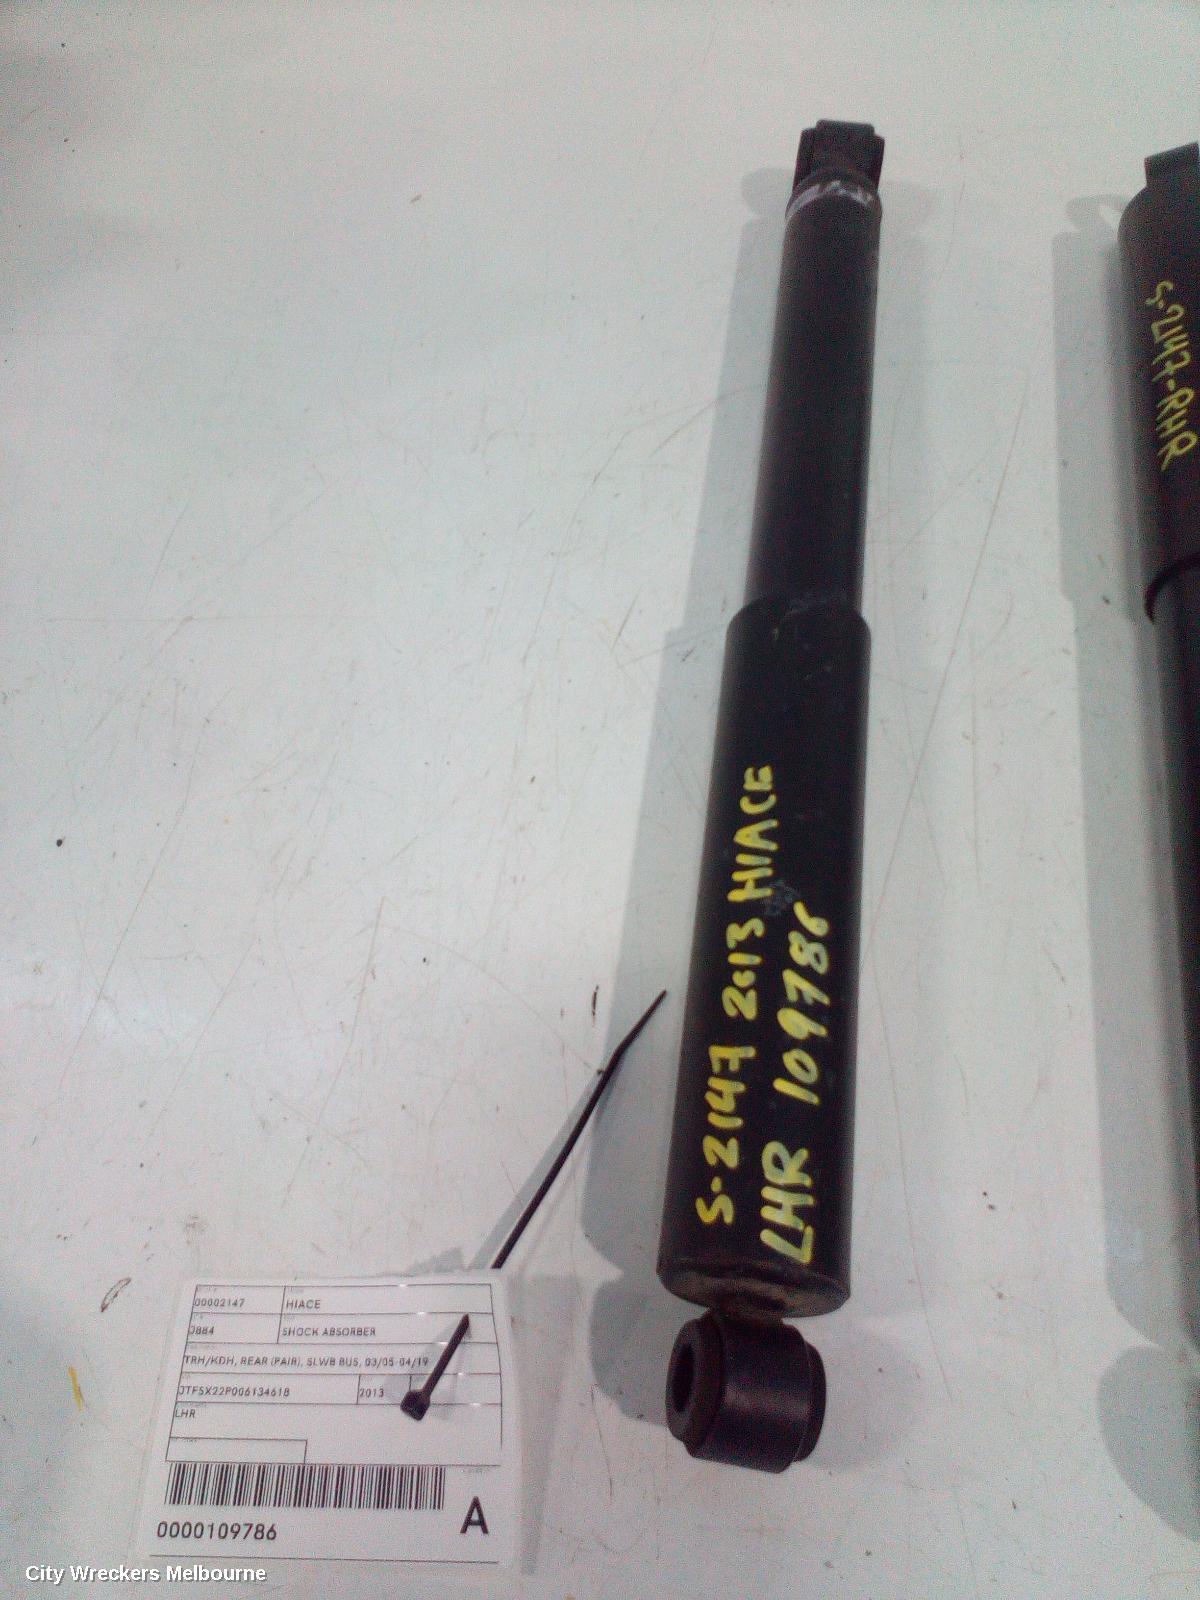 S-2147 2013 HIACE
LHR 109786
S-2147-RHR
00002147
HIACE
J884
SHOCK ABSORBER
TRH/KDH, REAR (PAIR), SLWB BUS, 03/05-04/19
JTFSX22P006134618
2013
LHR
0000109786
A
City Wreckers Melbourne